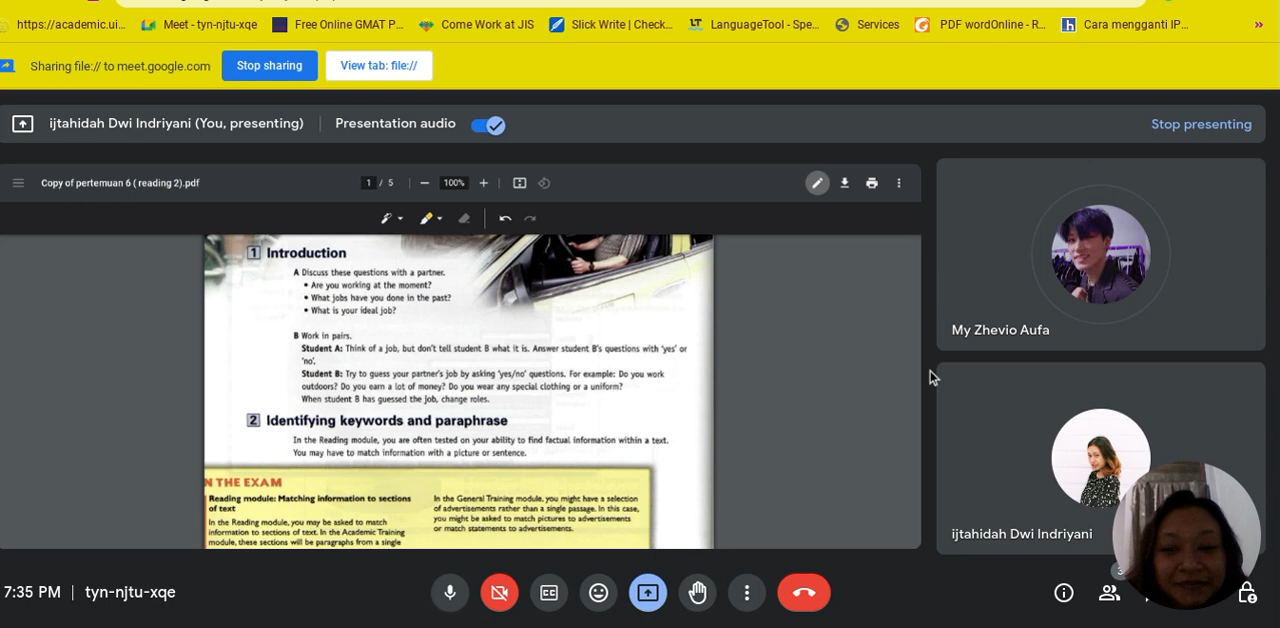 https://academic.ui...
Meet - tyn-njtu-xqe
Free Online GMAT P...
Come Work at JIS
Slick Write | Check...
LT
LanguageTool - Spe...
Services
PDF wordOnline - R...
h
Cara mengganti IP...
»
Sharing file:// to meet.google.com
Stop sharing
View tab: file://
ijtahidah Dwi Indriyani (You, presenting)
Presentation audio
Stop presenting
Copy of pertemuan 6 ( reading 2).pdf
1 / 5
100%
1 Introduction
A Discuss these questions with a partner.
• Are you working at the moment?
• What jobs have you done in the past?
• What is your ideal job?
B Work in pairs.
Student A: Think of a job, but don't tell student B what it is. Answer student B's questions with 'yes' or
'no'.
Student B: Try to guess your partner's job by asking 'yes/no' questions. For example: Do you work
outdoors? Do you earn a lot of money? Do you wear any special clothing or a uniform?
When student B has guessed the job, change roles.
2 Identifying keywords and paraphrase
In the Reading module, you are often tested on your ability to find factual information within a text.
You may have to match information with a picture or sentence.
N THE EXAM
Reading module: Matching information to sections
of text
In the Reading module, you may be asked to match
information to sections of text. In the Academic Training
module, these sections will be paragraphs from a single
In the General Training module, you might have a selection
of advertisements rather than a single passage. In this case,
you might be asked to match pictures to advertisements
or match statements to advertisements.
My Zhevio Aufa
ijtahidah Dwi Indriyani
7:35 PM | tyn-njtu-xqe
CC